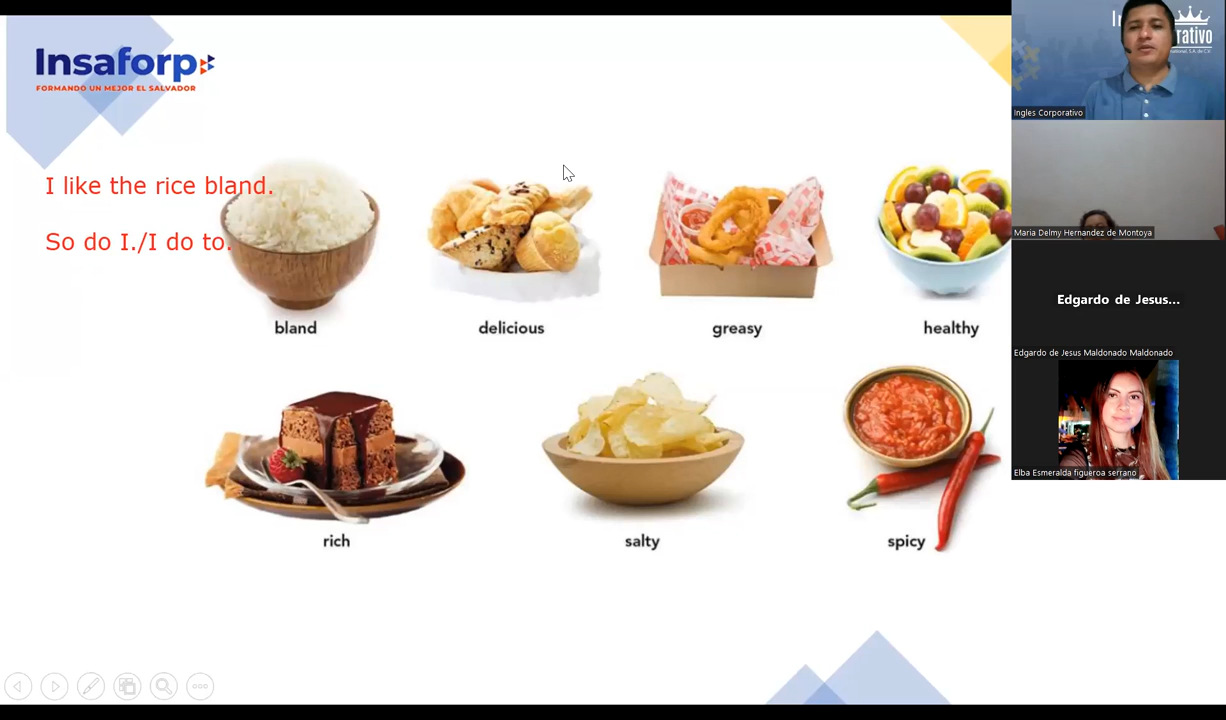 Insaforp
FORMANDO UN MEJOR EL SALVADOR
I like the rice bland.
So do I./I do to.
bland
delicious
greasy
healthy
rich
salty
spicy
rativo
Ingles Corporativo
Maria Delmy Hernandez de Montoya
Edgardo de Jesus...
Edgardo de Jesus Maldonado Maldonado
Elba Esmeralda figueroa serrano